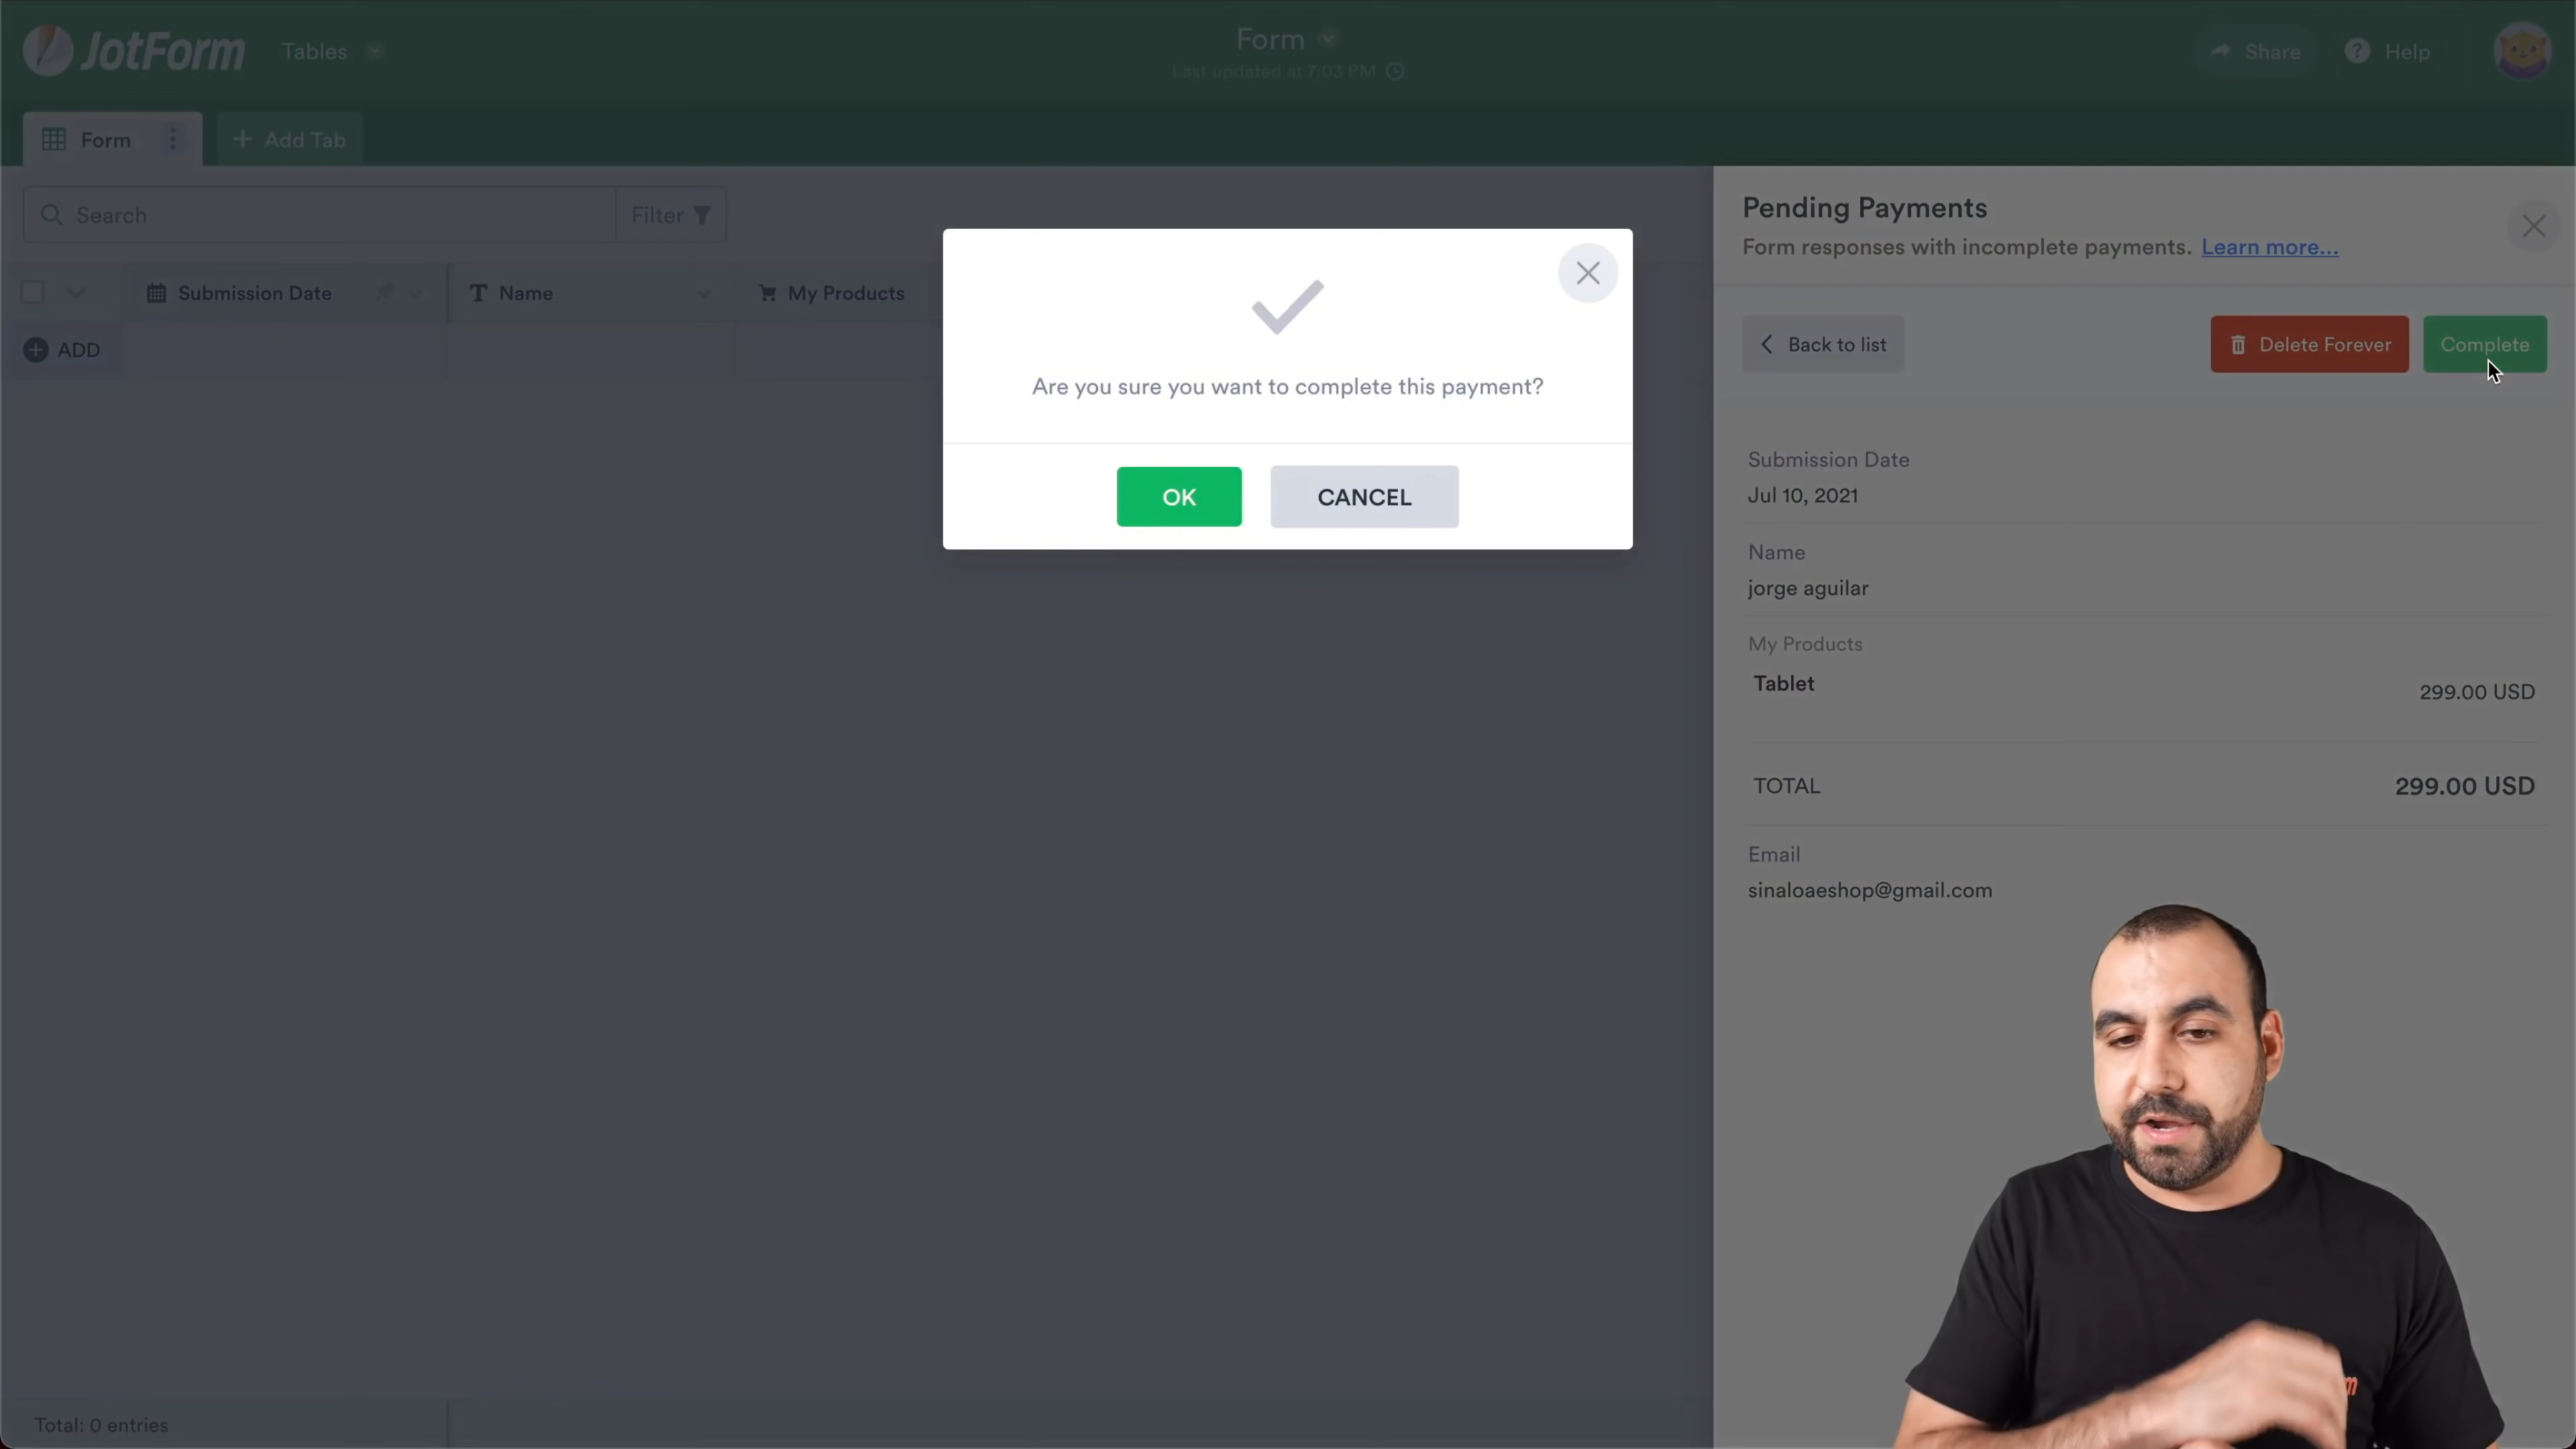 JotForm
Tables
Form
Last updated at 7:03 PM
Share
Help
Form
Add Tab
Search
Filter
Submission Date
Name
My Products
ADD
Are you sure you want to complete this payment?
OK
CANCEL
Pending Payments
Form responses with incomplete payments. Learn more...
Back to list
Delete Forever
Complete
Submission Date
Jul 10, 2021
Name
jorge aguilar
My Products
Tablet
299.00 USD
TOTAL
299.00 USD
Email
sinaloaeshop@gmail.com
Total: 0 entries